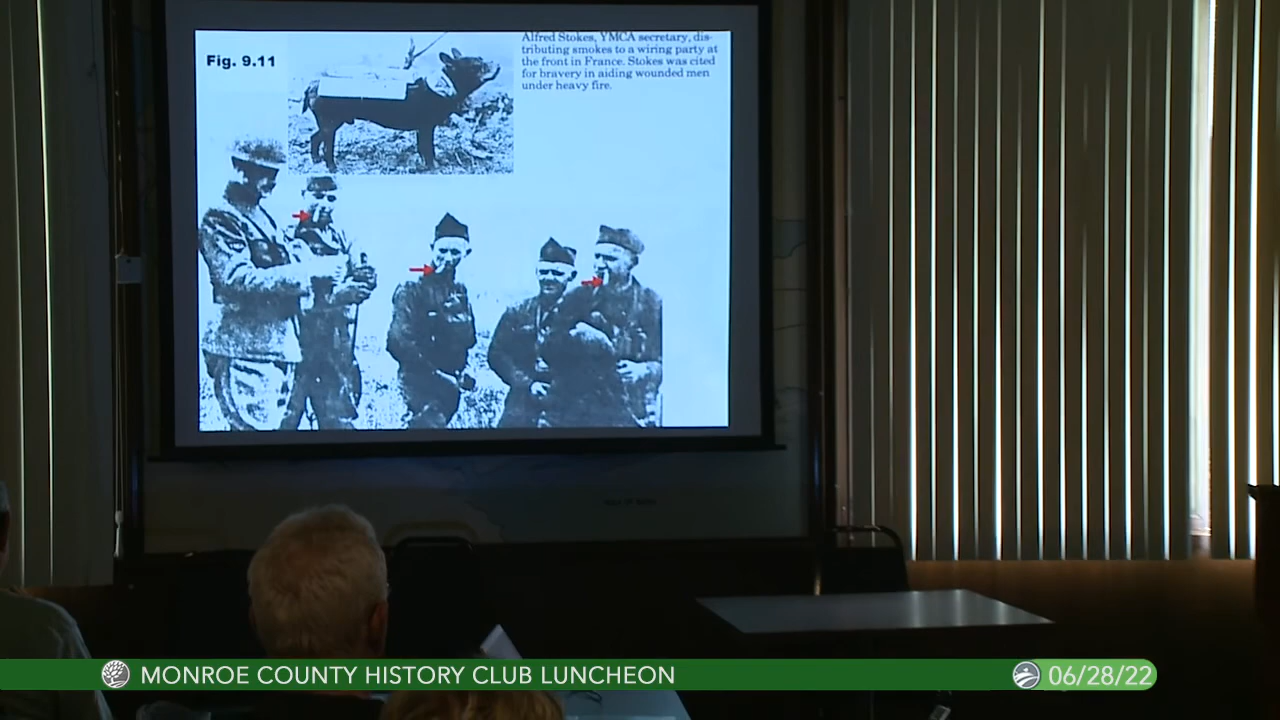 Fig. 9.11
Alfred Stokes, YMCA secretary, dis-
tributing smokes to a wiring party at
the front in France. Stokes was cited
for bravery in aiding wounded men
under heavy fire.
MONROE COUNTY HISTORY CLUB LUNCHEON
06/28/22